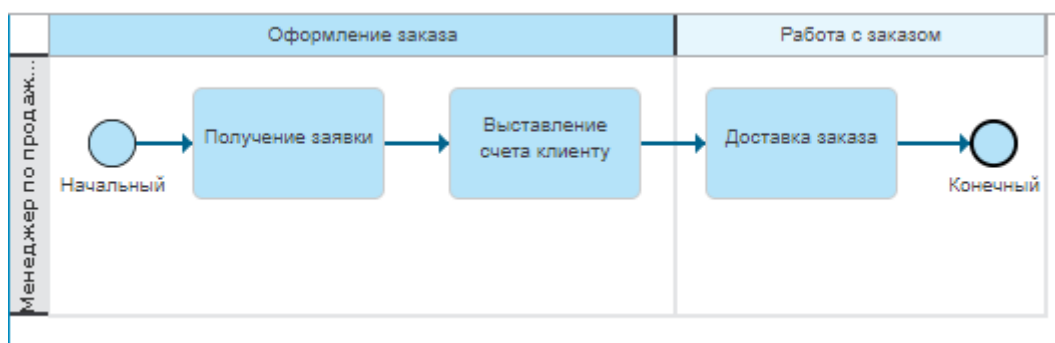 Оформление заказа
Работа с заказом
Менеджер по продаж...
Получение заявки
Выставление
счета клиенту
Доставка заказа
Начальный
Конечный